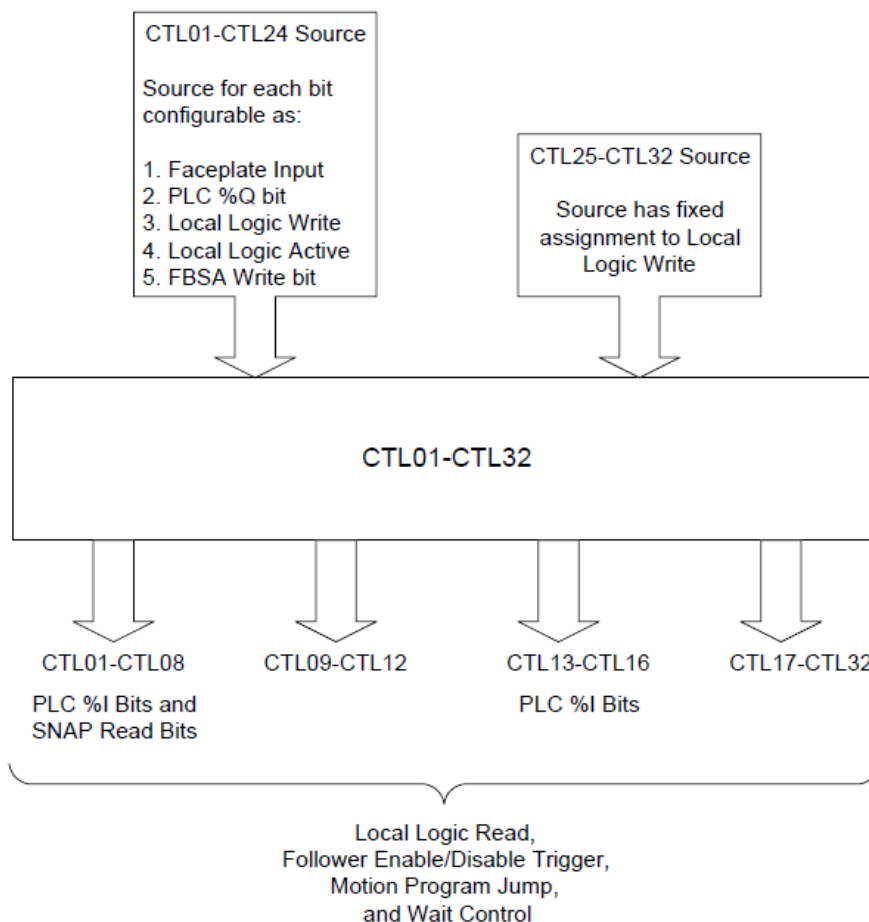 CTL01-CTL24 Source
Source for each bit
configurable as:
1. Faceplate Input
2. PLC %Q bit
3. Local Logic Write
4. Local Logic Active
5. FBSA Write bit
CTL25-CTL32 Source
Source has fixed
assignment to Local
Logic Write
CTL01-CTL32
CTL01-CTL08
PLC %I Bits and
SNAP Read Bits
CTL09-CTL12
CTL13-CTL16
PLC %I Bits
CTL17-CTL32
Local Logic Read,
Follower Enable/Disable Trigger,
Motion Program Jump,
and Wait Control